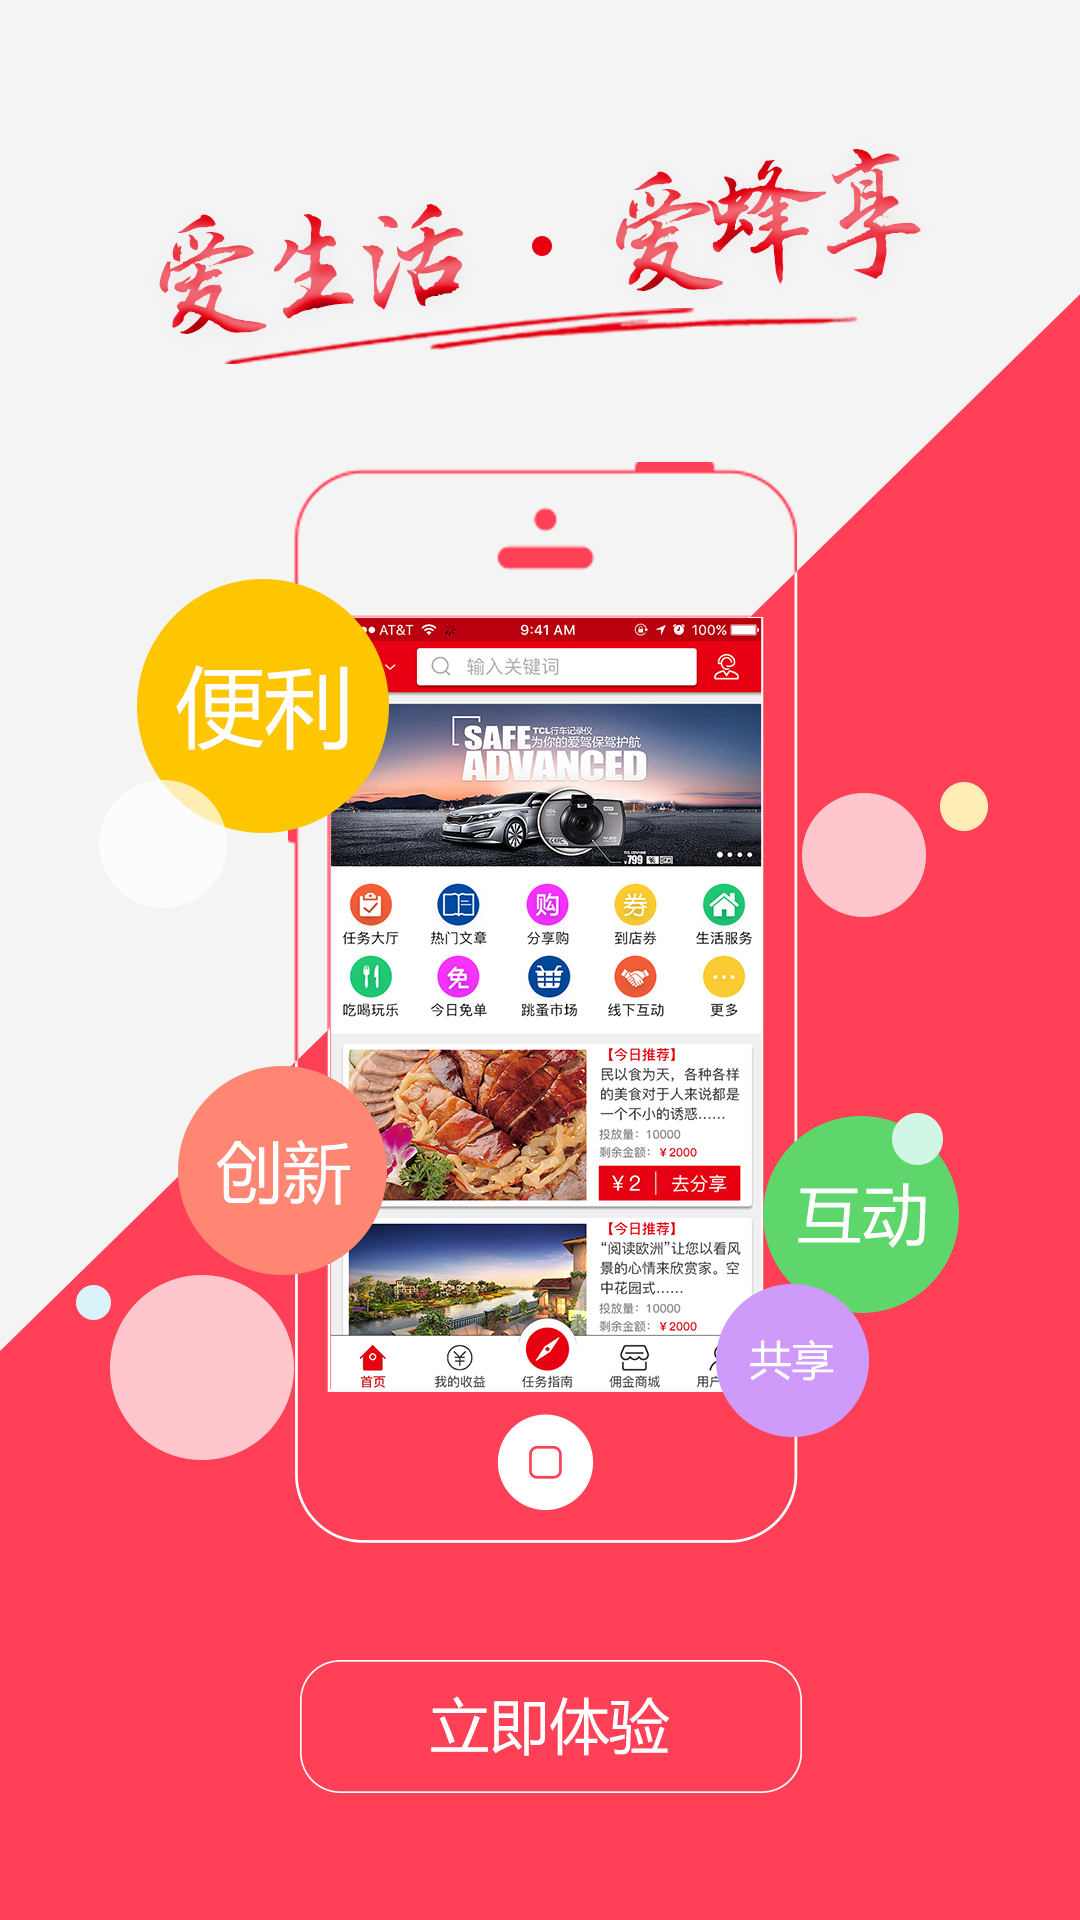 爱生活 · 爱蜂享
AT&T
9:41 AM
100%
输入关键词
便利
TCL行车记录仪
SAFE 为你的爱驾保驾护航
ADVANCED
¥799
任务大厅 热门文章 分享购 到店券 生活服务
购 券
吃喝玩乐 今日免单 跳蚤市场 线下互动 更多
免
【今日推荐】
民以食为天，各种各样
的美食对于人来说都是
一个不小的诱惑……
投放量：10000
剩余金额：¥2000
¥2 | 去分享
创新
互动
【今日推荐】
“阅读欧洲”让您以看风
景的心情来欣赏家。空
中花园式……
投放量：10000
剩余金额：¥2000
共享
首页 我的收益 任务指南 佣金商城 用户
立即体验